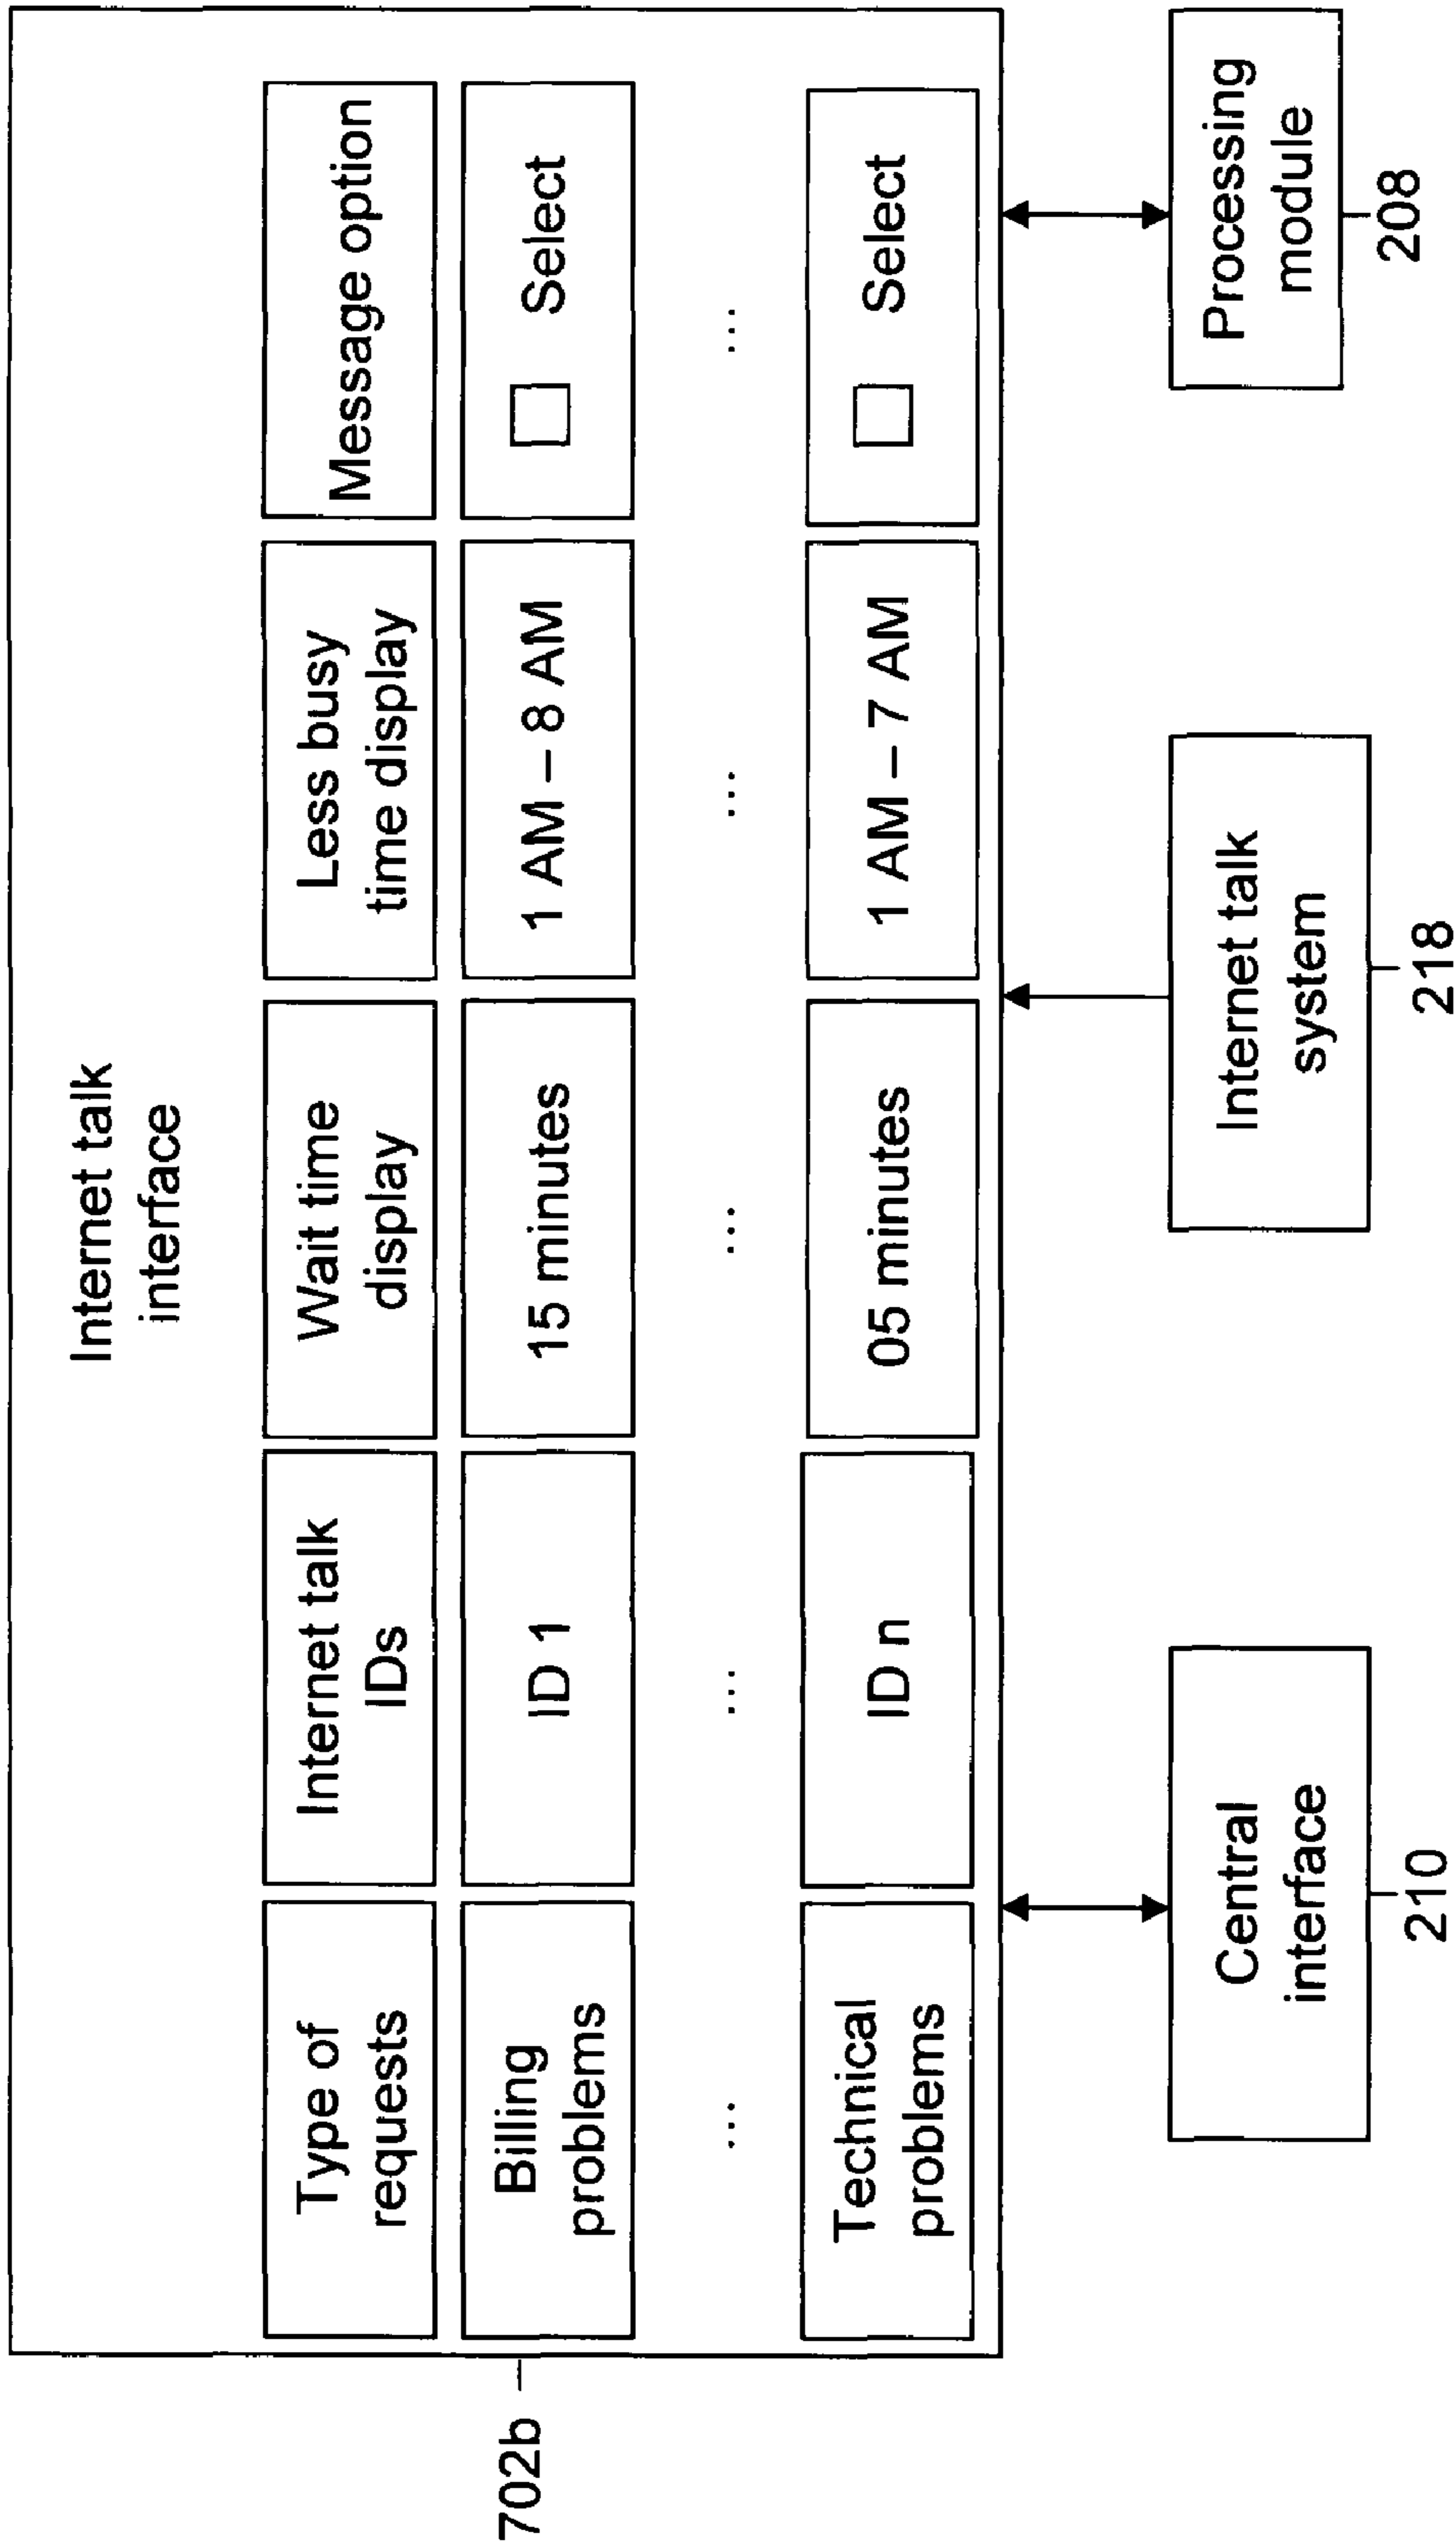 Internet talk
interface
Type of
requests
Internet talk
IDs
Wait time
display
Less busy
time display
Message option
Billing
problems
ID 1
15 minutes
1 AM – 8 AM
Select
...
...
...
...
...
Technical
problems
ID n
05 minutes
1 AM – 7 AM
Select
702b
Central
interface
210
Internet talk
system
218
Processing
module
208